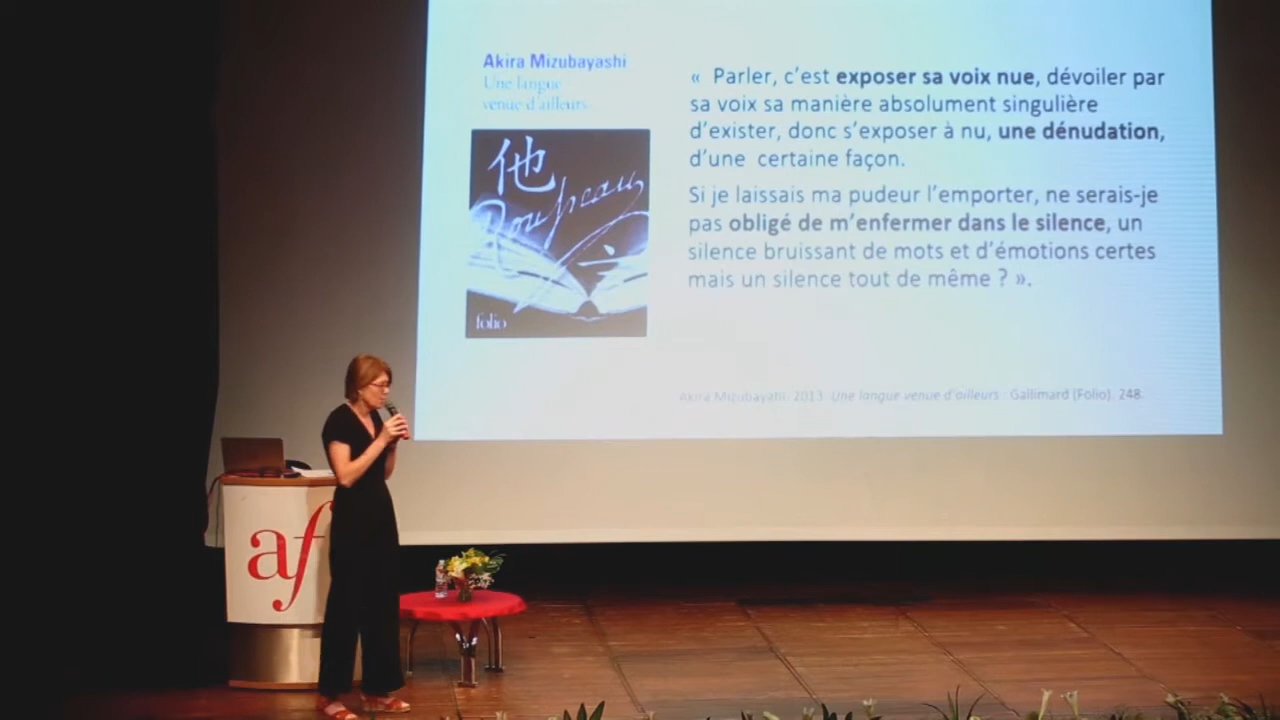 Akira Mizubayashi
Une langue
venue d'ailleurs
他
Rousseau
folio
« Parler, c'est exposer sa voix nue, dévoiler par
sa voix sa manière absolument singulière
d'exister, donc s'exposer à nu, une dénudation,
d'une certaine façon.
Si je laissais ma pudeur l'emporter, ne serais-je
pas obligé de m'enfermer dans le silence, un
silence bruissant de mots et d'émotions certes
mais un silence tout de même ? ».
Akira Mizubayahi. 2013. Une langue venue d'ailleurs . Gallimard (Folio). 248.
af